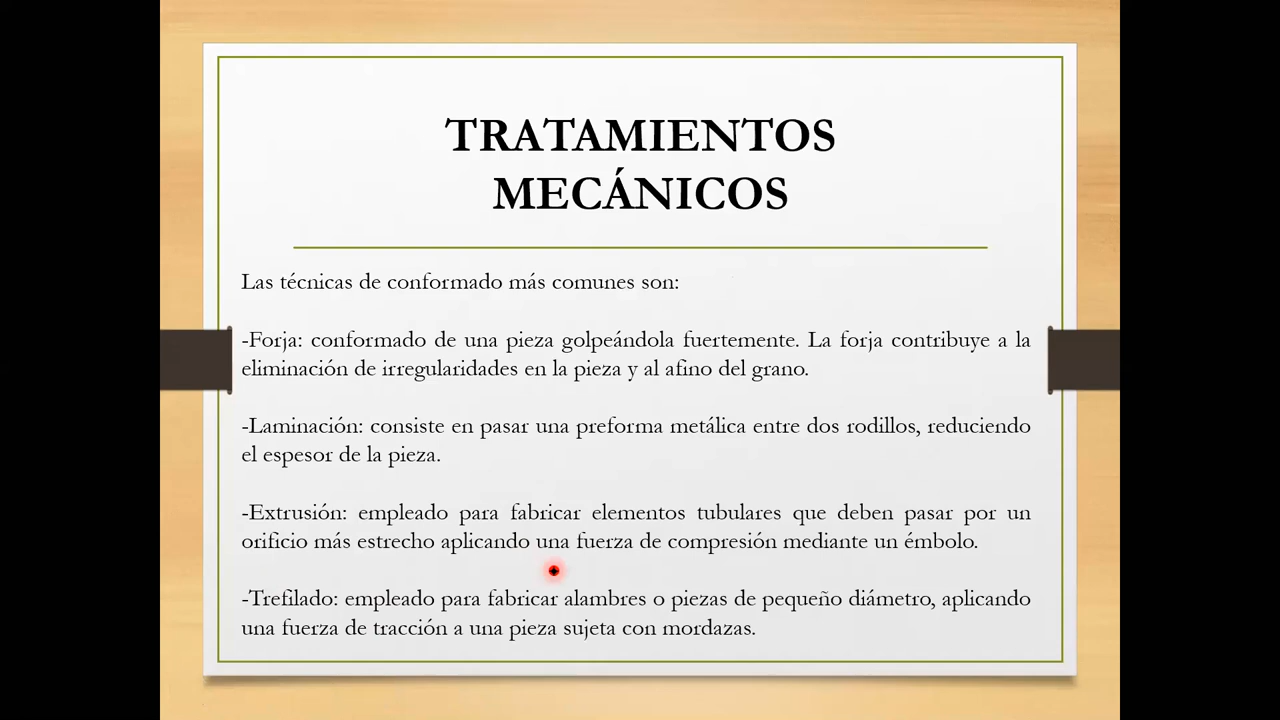 TRATAMIENTOS
MECÁNICOS
Las técnicas de conformado más comunes son:
-Forja: conformado de una pieza golpeándola fuertemente. La forja contribuye a la
eliminación de irregularidades en la pieza y al afino del grano.
-Laminación: consiste en pasar una preforma metálica entre dos rodillos, reduciendo
el espesor de la pieza.
-Extrusión: empleado para fabricar elementos tubulares que deben pasar por un
orificio más estrecho aplicando una fuerza de compresión mediante un émbolo.
-Trefilado: empleado para fabricar alambres o piezas de pequeño diámetro, aplicando
una fuerza de tracción a una pieza sujeta con mordazas.